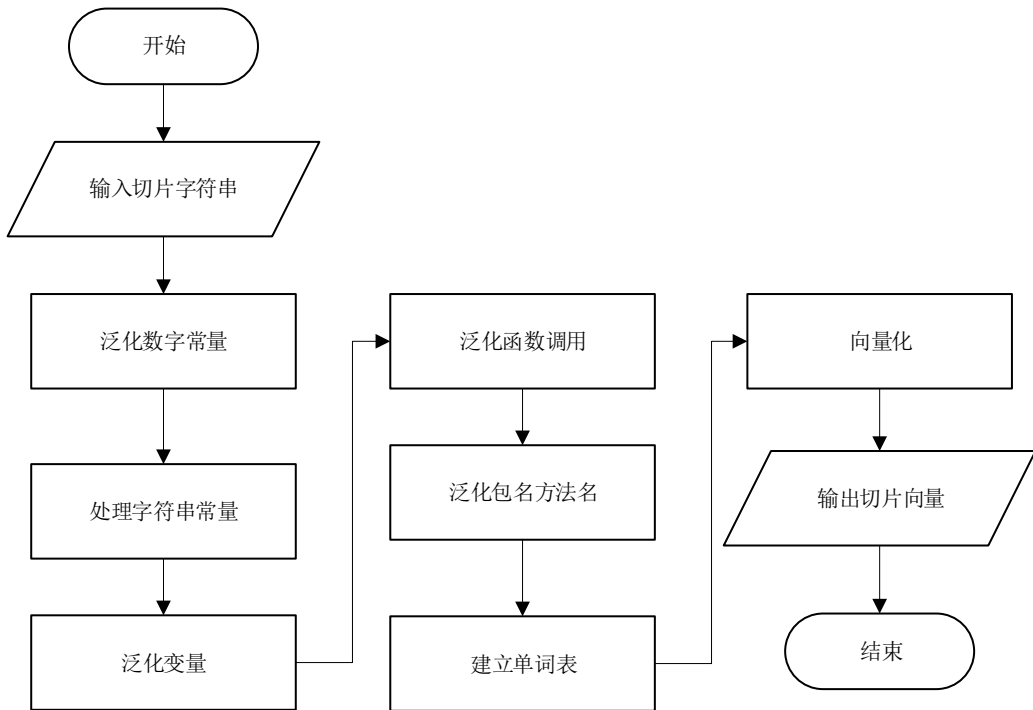 开始
输入切片字符串
泛化数字常量
处理字符串常量
泛化变量
泛化函数调用
泛化包名方法名
建立单词表
向量化
输出切片向量
结束